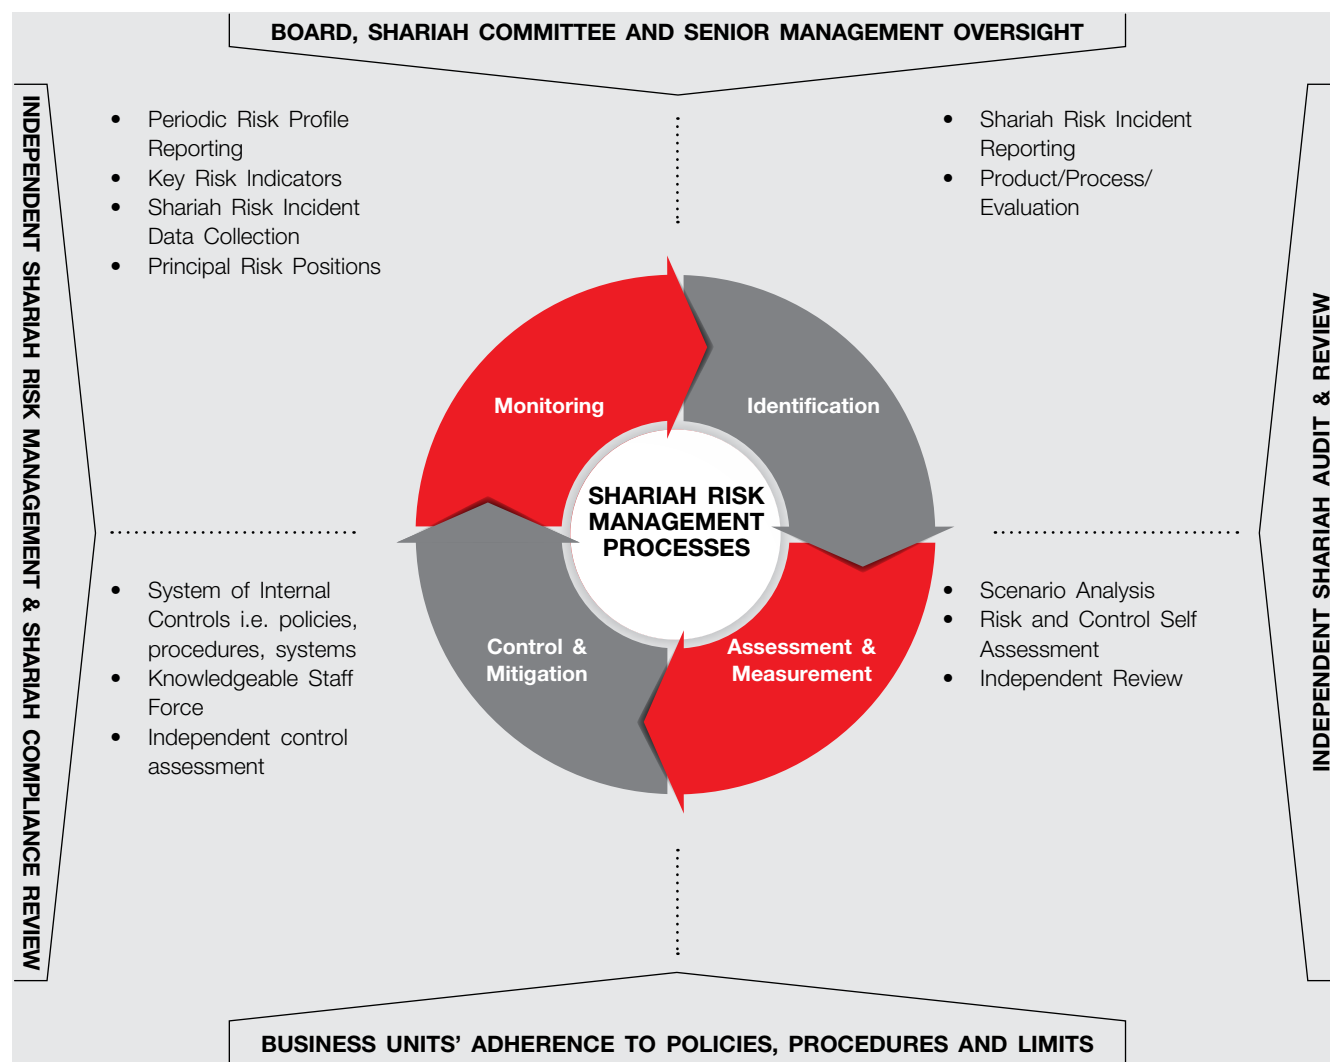 BOARD, SHARIAH COMMITTEE AND SENIOR MANAGEMENT OVERSIGHT
INDEPENDENT SHARIAH RISK MANAGEMENT & SHARIAH COMPLIANCE REVIEW
• Periodic Risk Profile
Reporting
• Key Risk Indicators
• Shariah Risk Incident
Data Collection
• Principal Risk Positions
• Shariah Risk Incident
Reporting
• Product/Process/
Evaluation
Monitoring
Identification
SHARIAH RISK
MANAGEMENT
PROCESSES
Control &
Mitigation
Assessment &
Measurement
• System of Internal
Controls i.e. policies,
procedures, systems
• Knowledgeable Staff
Force
• Independent control
assessment
• Scenario Analysis
• Risk and Control Self
Assessment
• Independent Review
INDEPENDENT SHARIAH AUDIT & REVIEW
BUSINESS UNITS’ ADHERENCE TO POLICIES, PROCEDURES AND LIMITS